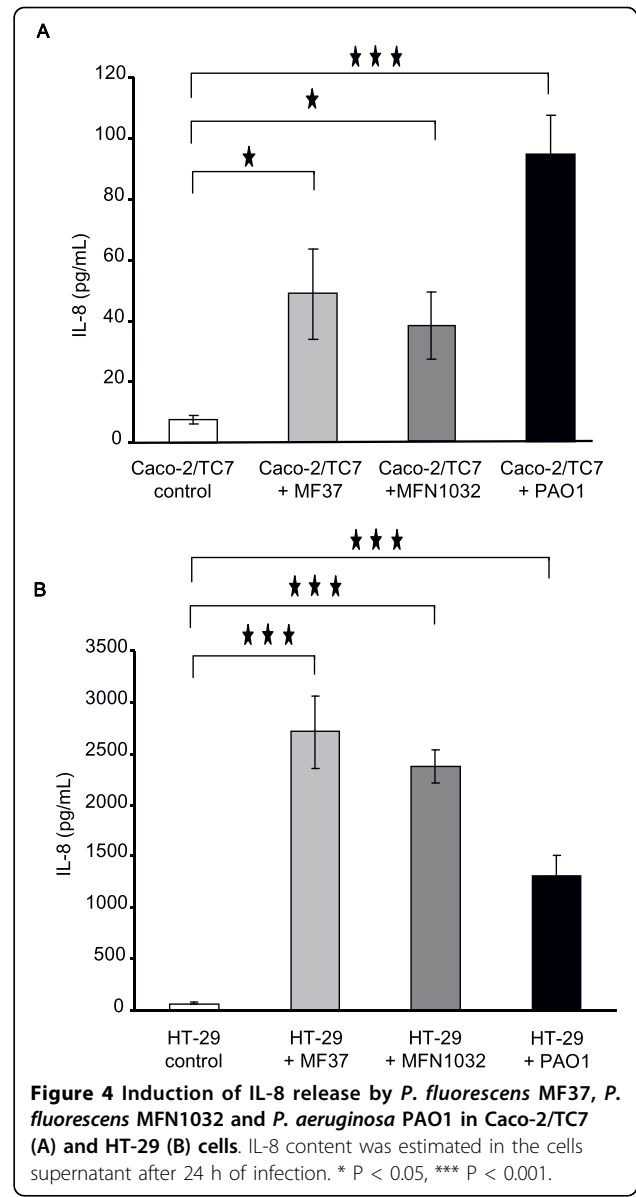 A
★ ★ ★
★
★
120
100
80
60
40
20
0
IL-8 (pg/mL)
Caco-2/TC7 control
Caco-2/TC7 + MF37
Caco-2/TC7 +MFN1032
Caco-2/TC7 + PAO1
B
★ ★ ★
★ ★ ★
★ ★ ★
3500
3000
2500
2000
1500
1000
500
0
IL-8 (pg/mL)
HT-29 control
HT-29 + MF37
HT-29 + MFN1032
HT-29 + PAO1
Figure 4 Induction of IL-8 release by P. fluorescens MF37, P.
fluorescens MFN1032 and P. aeruginosa PAO1 in Caco-2/TC7
(A) and HT-29 (B) cells. IL-8 content was estimated in the cells
supernatant after 24 h of infection. * P < 0.05, *** P < 0.001.